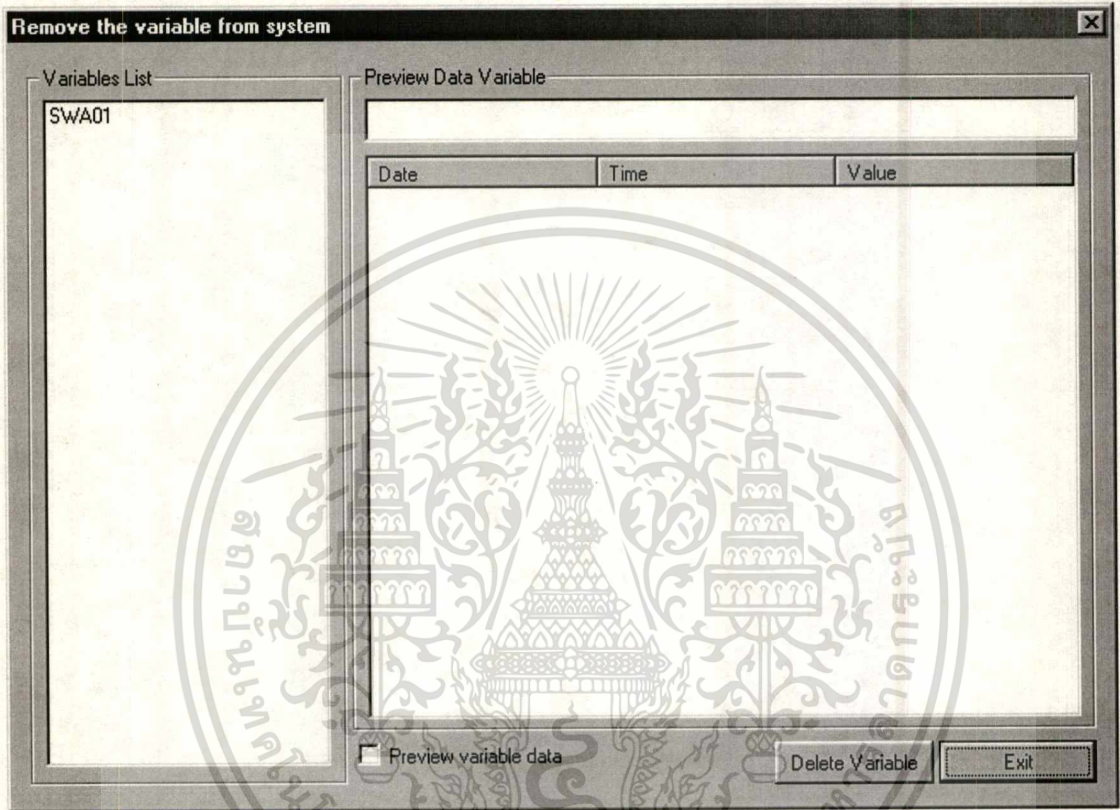 Remove the variable from system
Variables List
SWA01
Preview Data Variable
Date Time Value
Preview variable data
Delete Variable
Exit